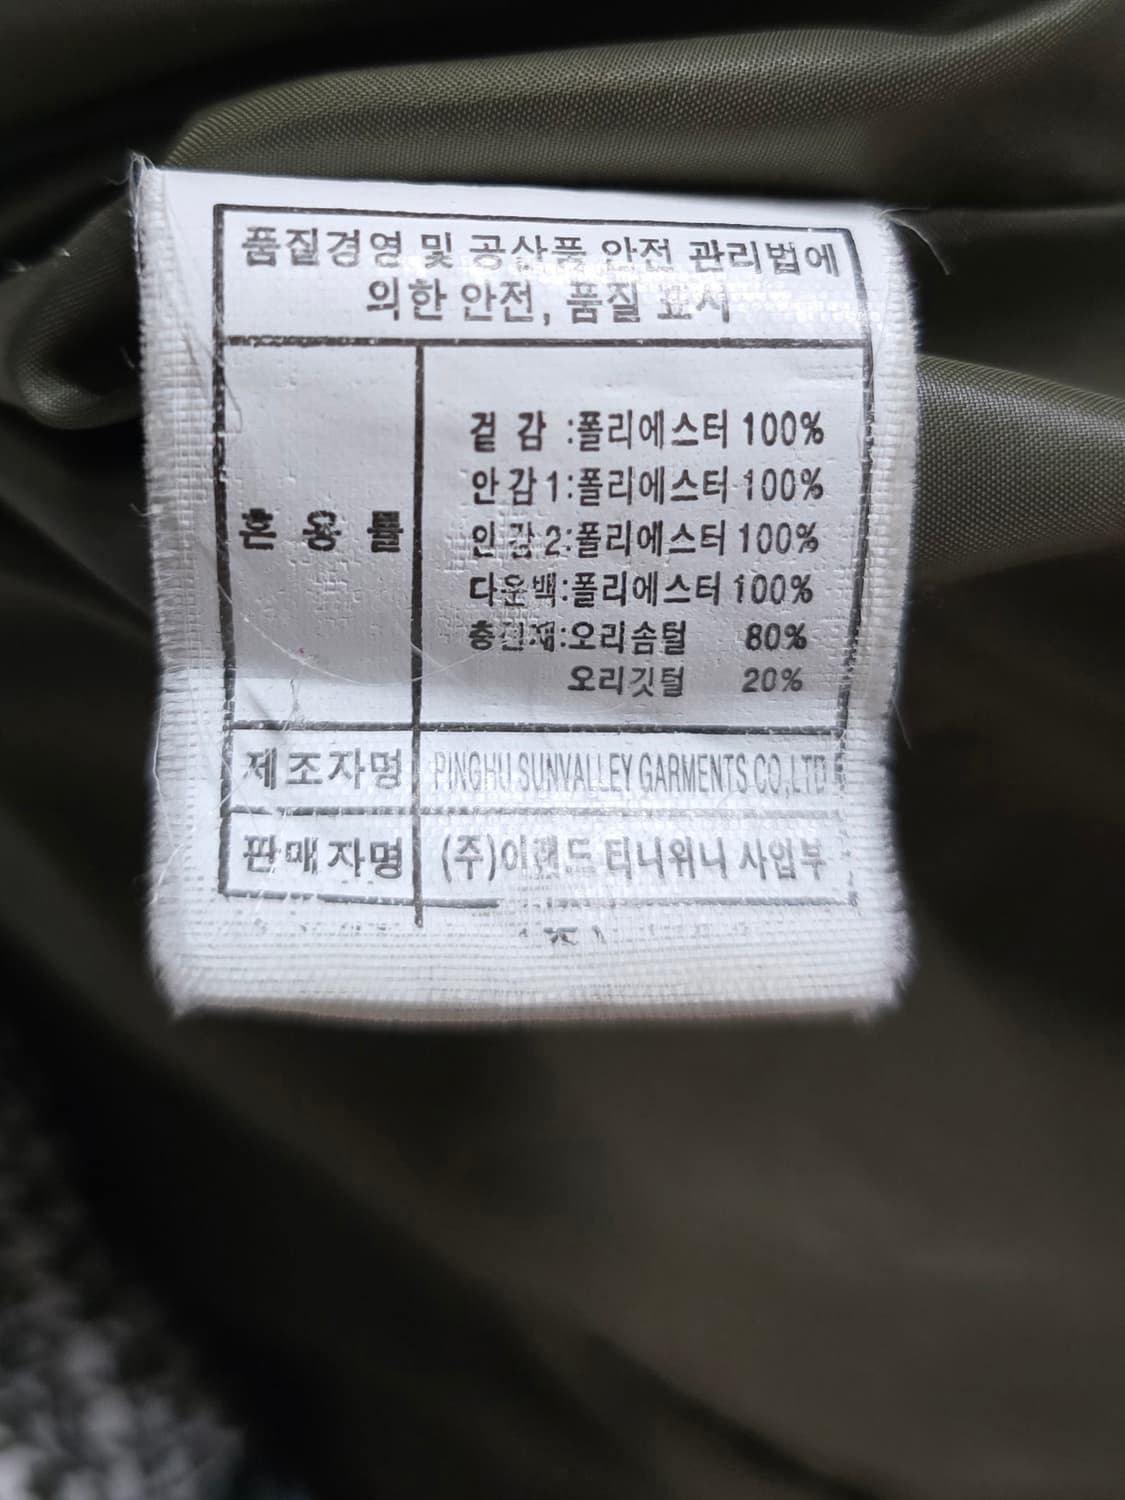 품질경영 및 공산품 안전 관리법에
의한 안전, 품질 표시
혼 용 률
겉 감 :폴리에스터 100%
안감1:폴리에스터 100%
안감2:폴리에스터 100%
다운백:폴리에스터 100%
충전재:오리솜털 80%
오리깃털 20%
제조자명 PINGHU SUNVALLEY GARMENTS CO,LTD
판매자명 (주)이랜드 티니위니 사업부